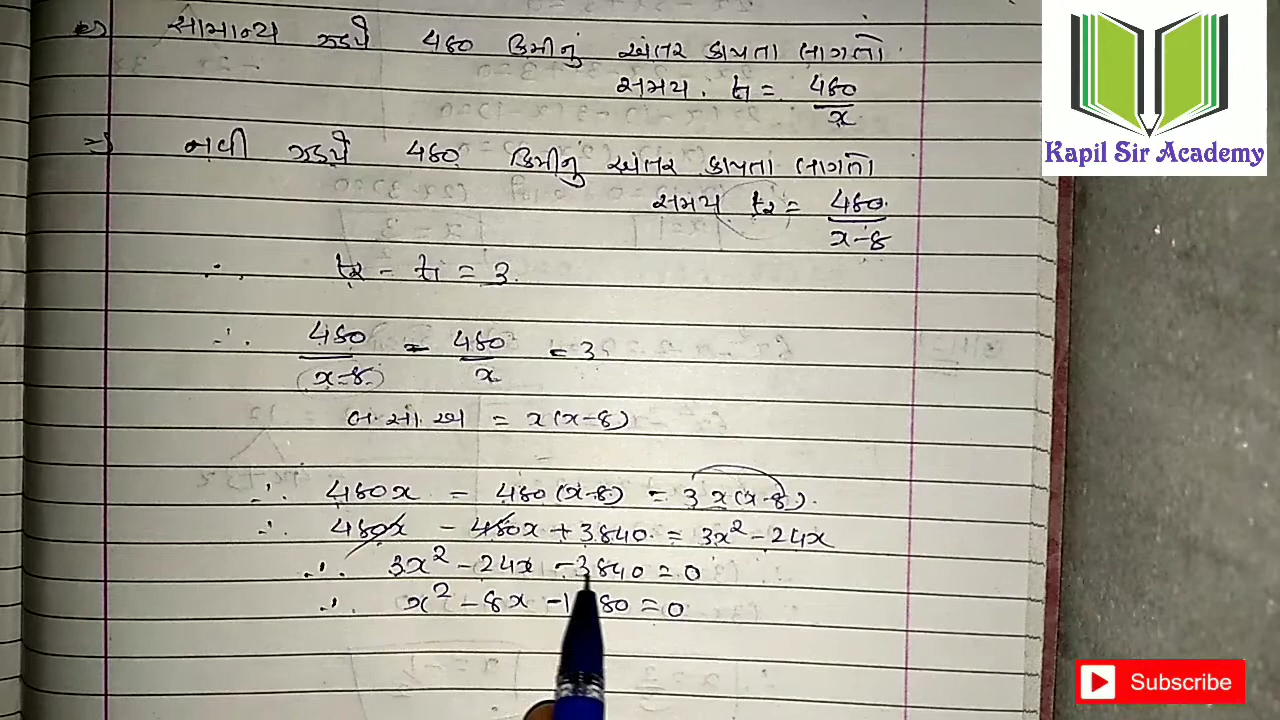 સામાન્ય ઝડપે 480 કિમીનું અંતર કાપતા લાગતો
સમય. t₁ = 480/x
⇒ નવી ઝડપે 480 કિમીનું અંતર કાપતા લાગતો
સમય t₂ = 480/x-8
∴ t₂ - t₁ = 3.
∴ 480/(x-8) - 480/x = 3
લ.સા.અ = x(x-8)
∴ 480x - 480(x-8) = 3x(x-8).
∴ 480x - 480x + 3840 = 3x² - 24x
∴ 3x² - 24x - 3840 = 0
∴ x² - 8x - 1 80 = 0
Kapil Sir Academy
Subscribe